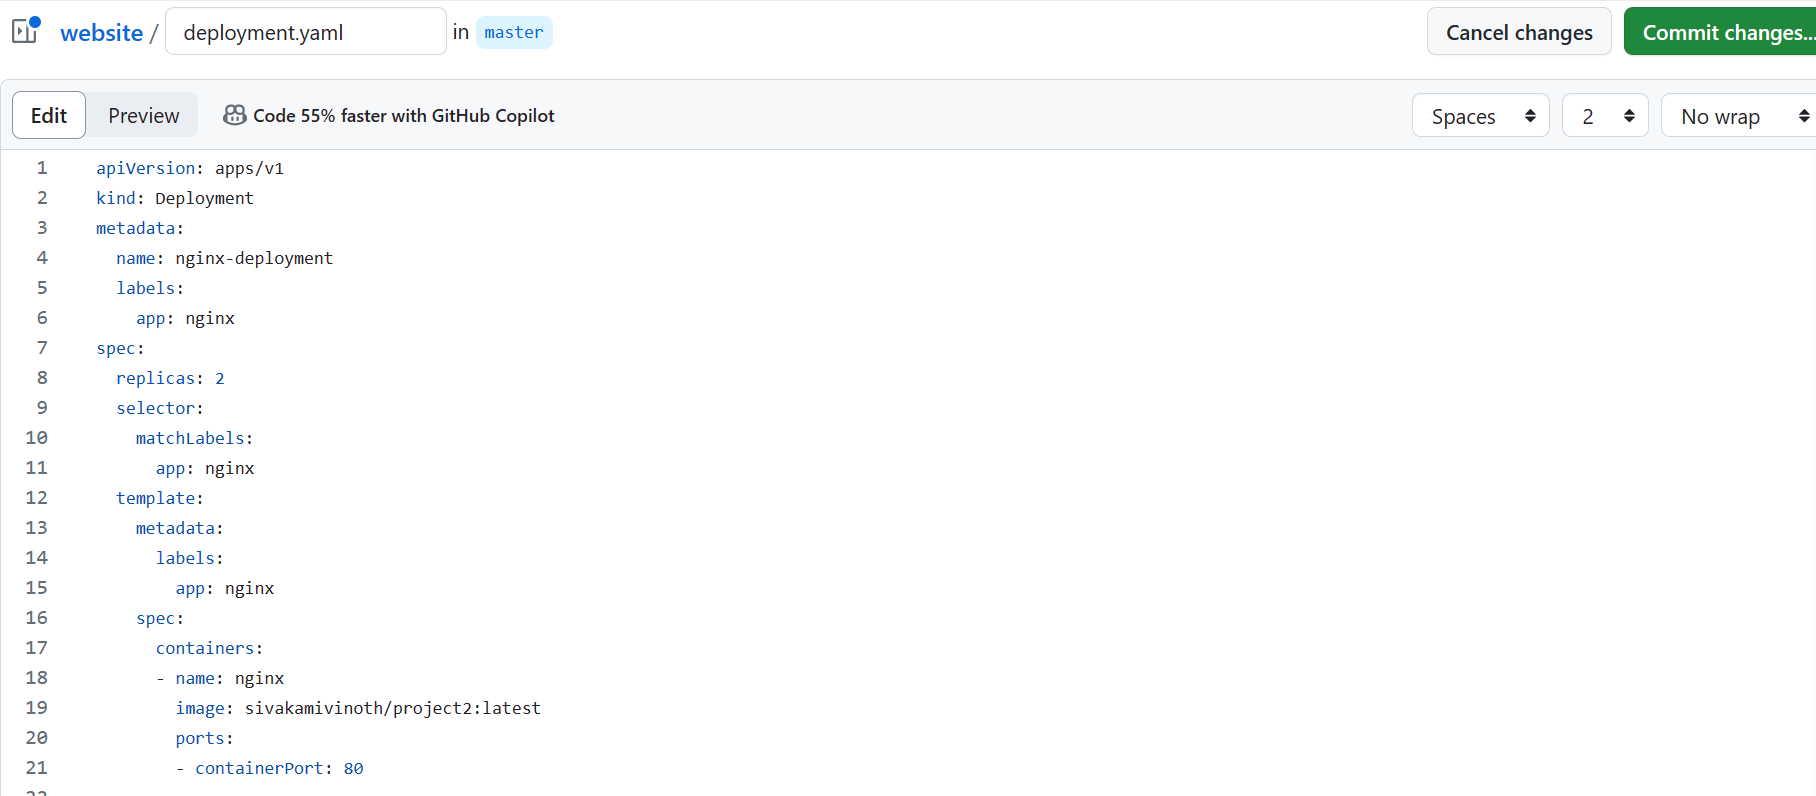 website / deployment.yaml in master Cancel changes Commit changes...
Edit Preview Code 55% faster with GitHub Copilot Spaces 2 No wrap
1 apiVersion: apps/v1
2 kind: Deployment
3 metadata:
4   name: nginx-deployment
5   labels:
6     app: nginx
7 spec:
8   replicas: 2
9   selector:
10     matchLabels:
11       app: nginx
12   template:
13     metadata:
14       labels:
15         app: nginx
16     spec:
17       containers:
18       - name: nginx
19         image: sivakamivinoth/project2:latest
20         ports:
21         - containerPort: 80